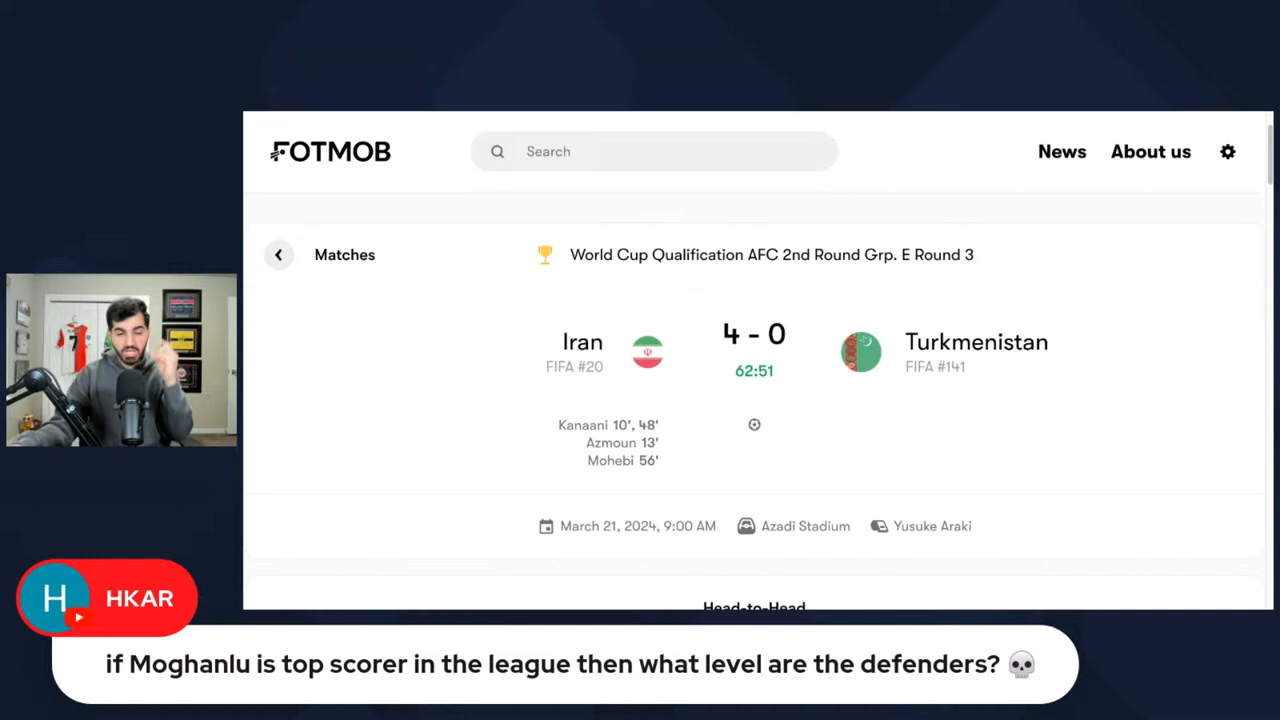 FOTMOB
Search
News
About us
Matches
World Cup Qualification AFC 2nd Round Grp. E Round 3
Iran
FIFA #20
4 - 0
62:51
Turkmenistan
FIFA #141
Kanaani 10', 48'
Azmoun 13'
Mohebi 56'
March 21, 2024, 9:00 AM
Azadi Stadium
Yusuke Araki
Head-to-Head
H
HKAR
if Moghanlu is top scorer in the league then what level are the defenders? 💀